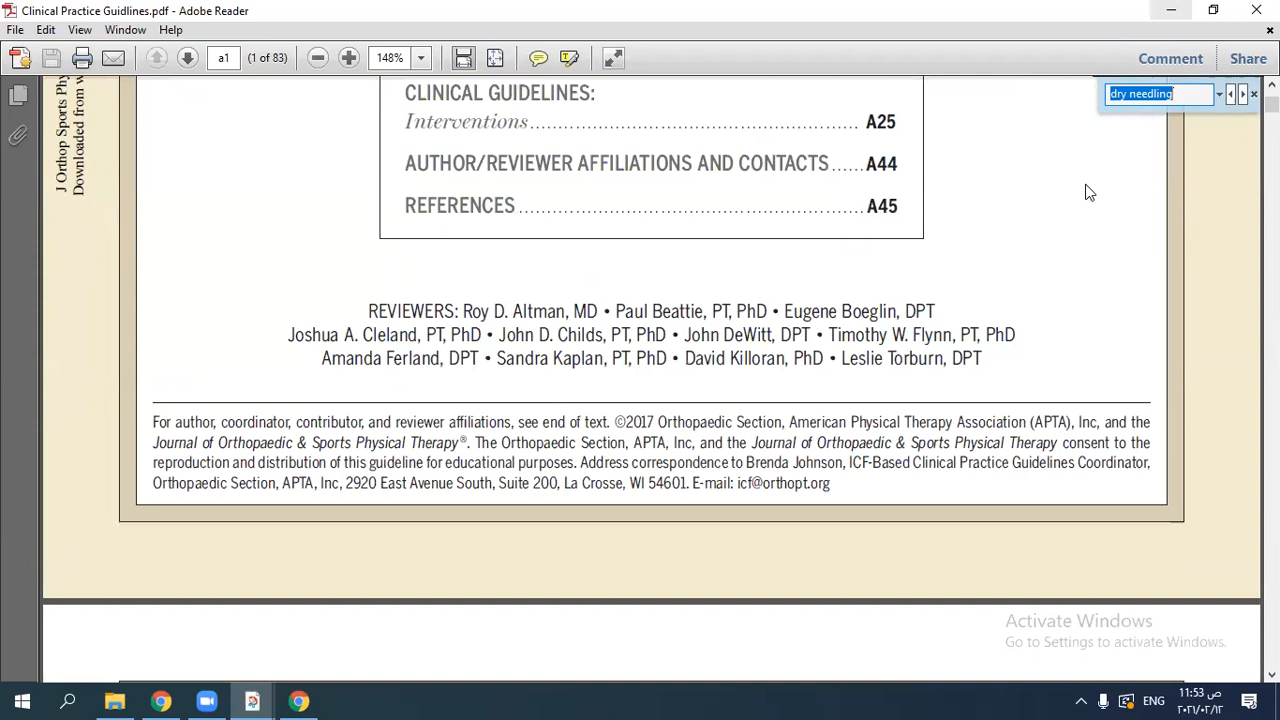 Clinical Practice Guidlines.pdf - Adobe Reader
File Edit View Window Help
a1 (1 of 83) 148% Comment Share
dry needling
J Orthop Sports Phy
Downloaded from w
CLINICAL GUIDELINES:
Interventions A25
AUTHOR/REVIEWER AFFILIATIONS AND CONTACTS A44
REFERENCES A45
REVIEWERS: Roy D. Altman, MD • Paul Beattie, PT, PhD • Eugene Boeglin, DPT
Joshua A. Cleland, PT, PhD • John D. Childs, PT, PhD • John DeWitt, DPT • Timothy W. Flynn, PT, PhD
Amanda Ferland, DPT • Sandra Kaplan, PT, PhD • David Killoran, PhD • Leslie Torburn, DPT
For author, coordinator, contributor, and reviewer affiliations, see end of text. ©2017 Orthopaedic Section, American Physical Therapy Association (APTA), Inc, and the
Journal of Orthopaedic & Sports Physical Therapy®. The Orthopaedic Section, APTA, Inc, and the Journal of Orthopaedic & Sports Physical Therapy consent to the
reproduction and distribution of this guideline for educational purposes. Address correspondence to Brenda Johnson, ICF-Based Clinical Practice Guidelines Coordinator,
Orthopaedic Section, APTA, Inc, 2920 East Avenue South, Suite 200, La Crosse, WI 54601. E-mail: icf@orthopt.org
Activate Windows
Go to Settings to activate Windows.
ENG
11:53 ص
٢٠٢١/٠٢/١٢